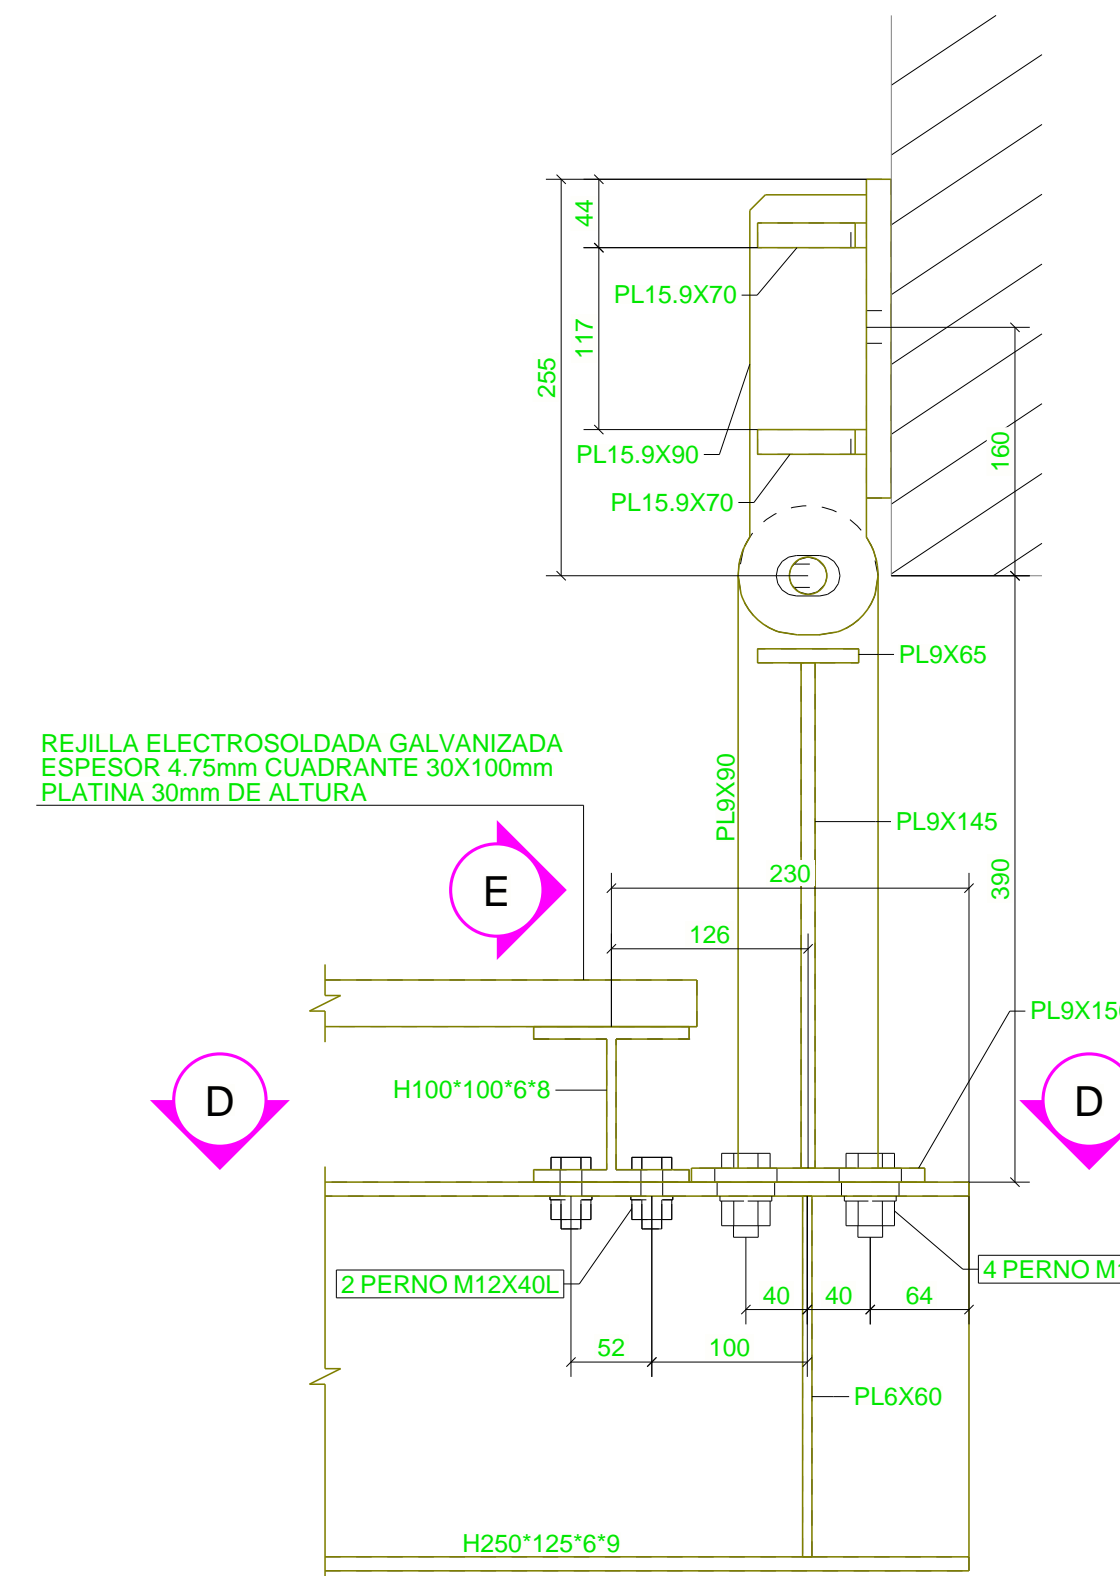 44
PL15.9X70
117
255
160
PL15.9X90
PL15.9X70
PL9X65
REJILLA ELECTROSOLDADA GALVANIZADA
ESPESOR 4.75mm CUADRANTE 30X100mm
PLATINA 30mm DE ALTURA
PL9X90
PL9X145
230
390
E
126
H100*100*6*8
D
D
2 PERNO M12X40L
4 PERNO
40
40
64
52
100
PL6X60
H250*125*6*9